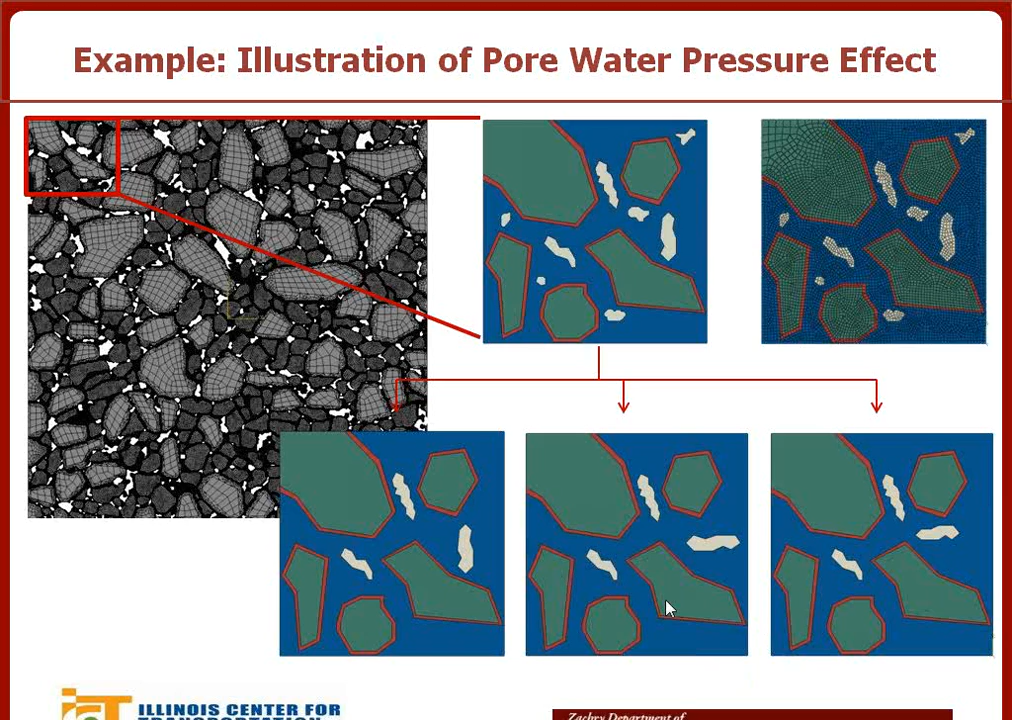 Example: Illustration of Pore Water Pressure Effect
ILLINOIS CENTER FOR
TRANSPORTATION
Zachry Department of